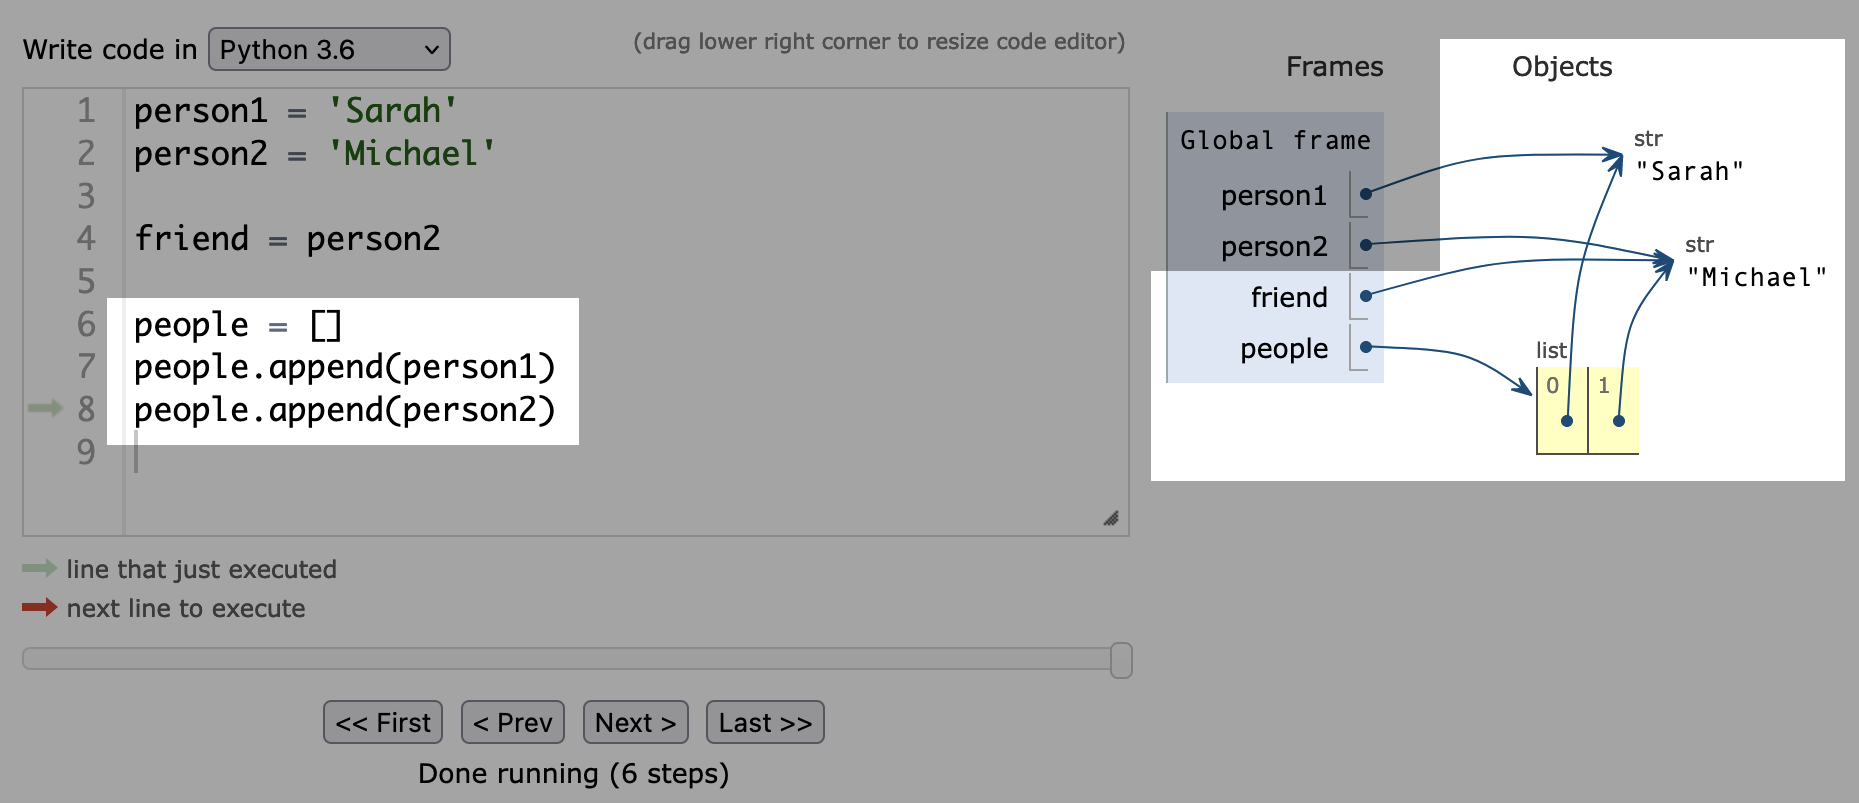 Write code in Python 3.6
(drag lower right corner to resize code editor)
1 person1 = 'Sarah'
2 person2 = 'Michael'
3
4 friend = person2
5
6 people = []
7 people.append(person1)
8 people.append(person2)
9
line that just executed
next line to execute
<< First < Prev Next > Last >>
Done running (6 steps)
Frames Objects
Global frame
person1
person2
friend
people
str
"Sarah"
str
"Michael"
list
0 1